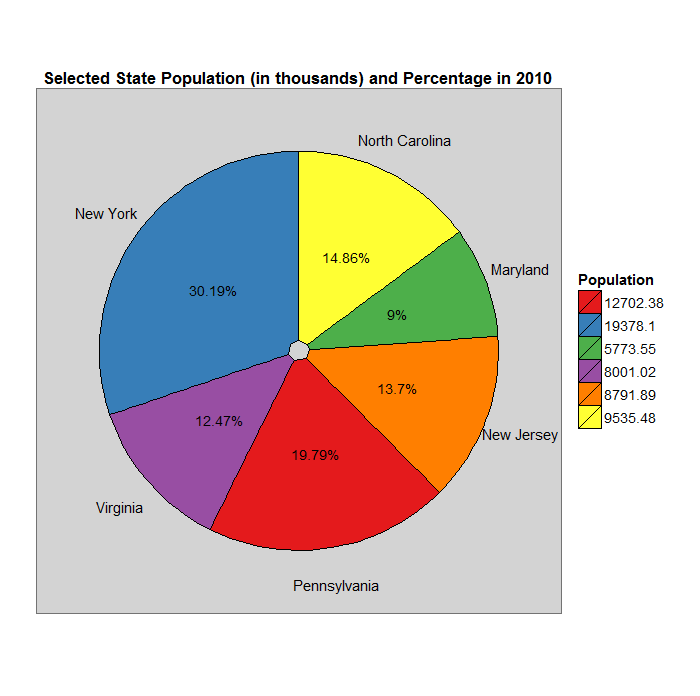 Selected State Population (in thousands) and Percentage in 2010
North Carolina
New York
14.86%
Maryland
30.19%
9%
13.7%
12.47%
New Jersey
19.79%
Virginia
Pennsylvania
Population
12702.38
19378.1
5773.55
8001.02
8791.89
9535.48